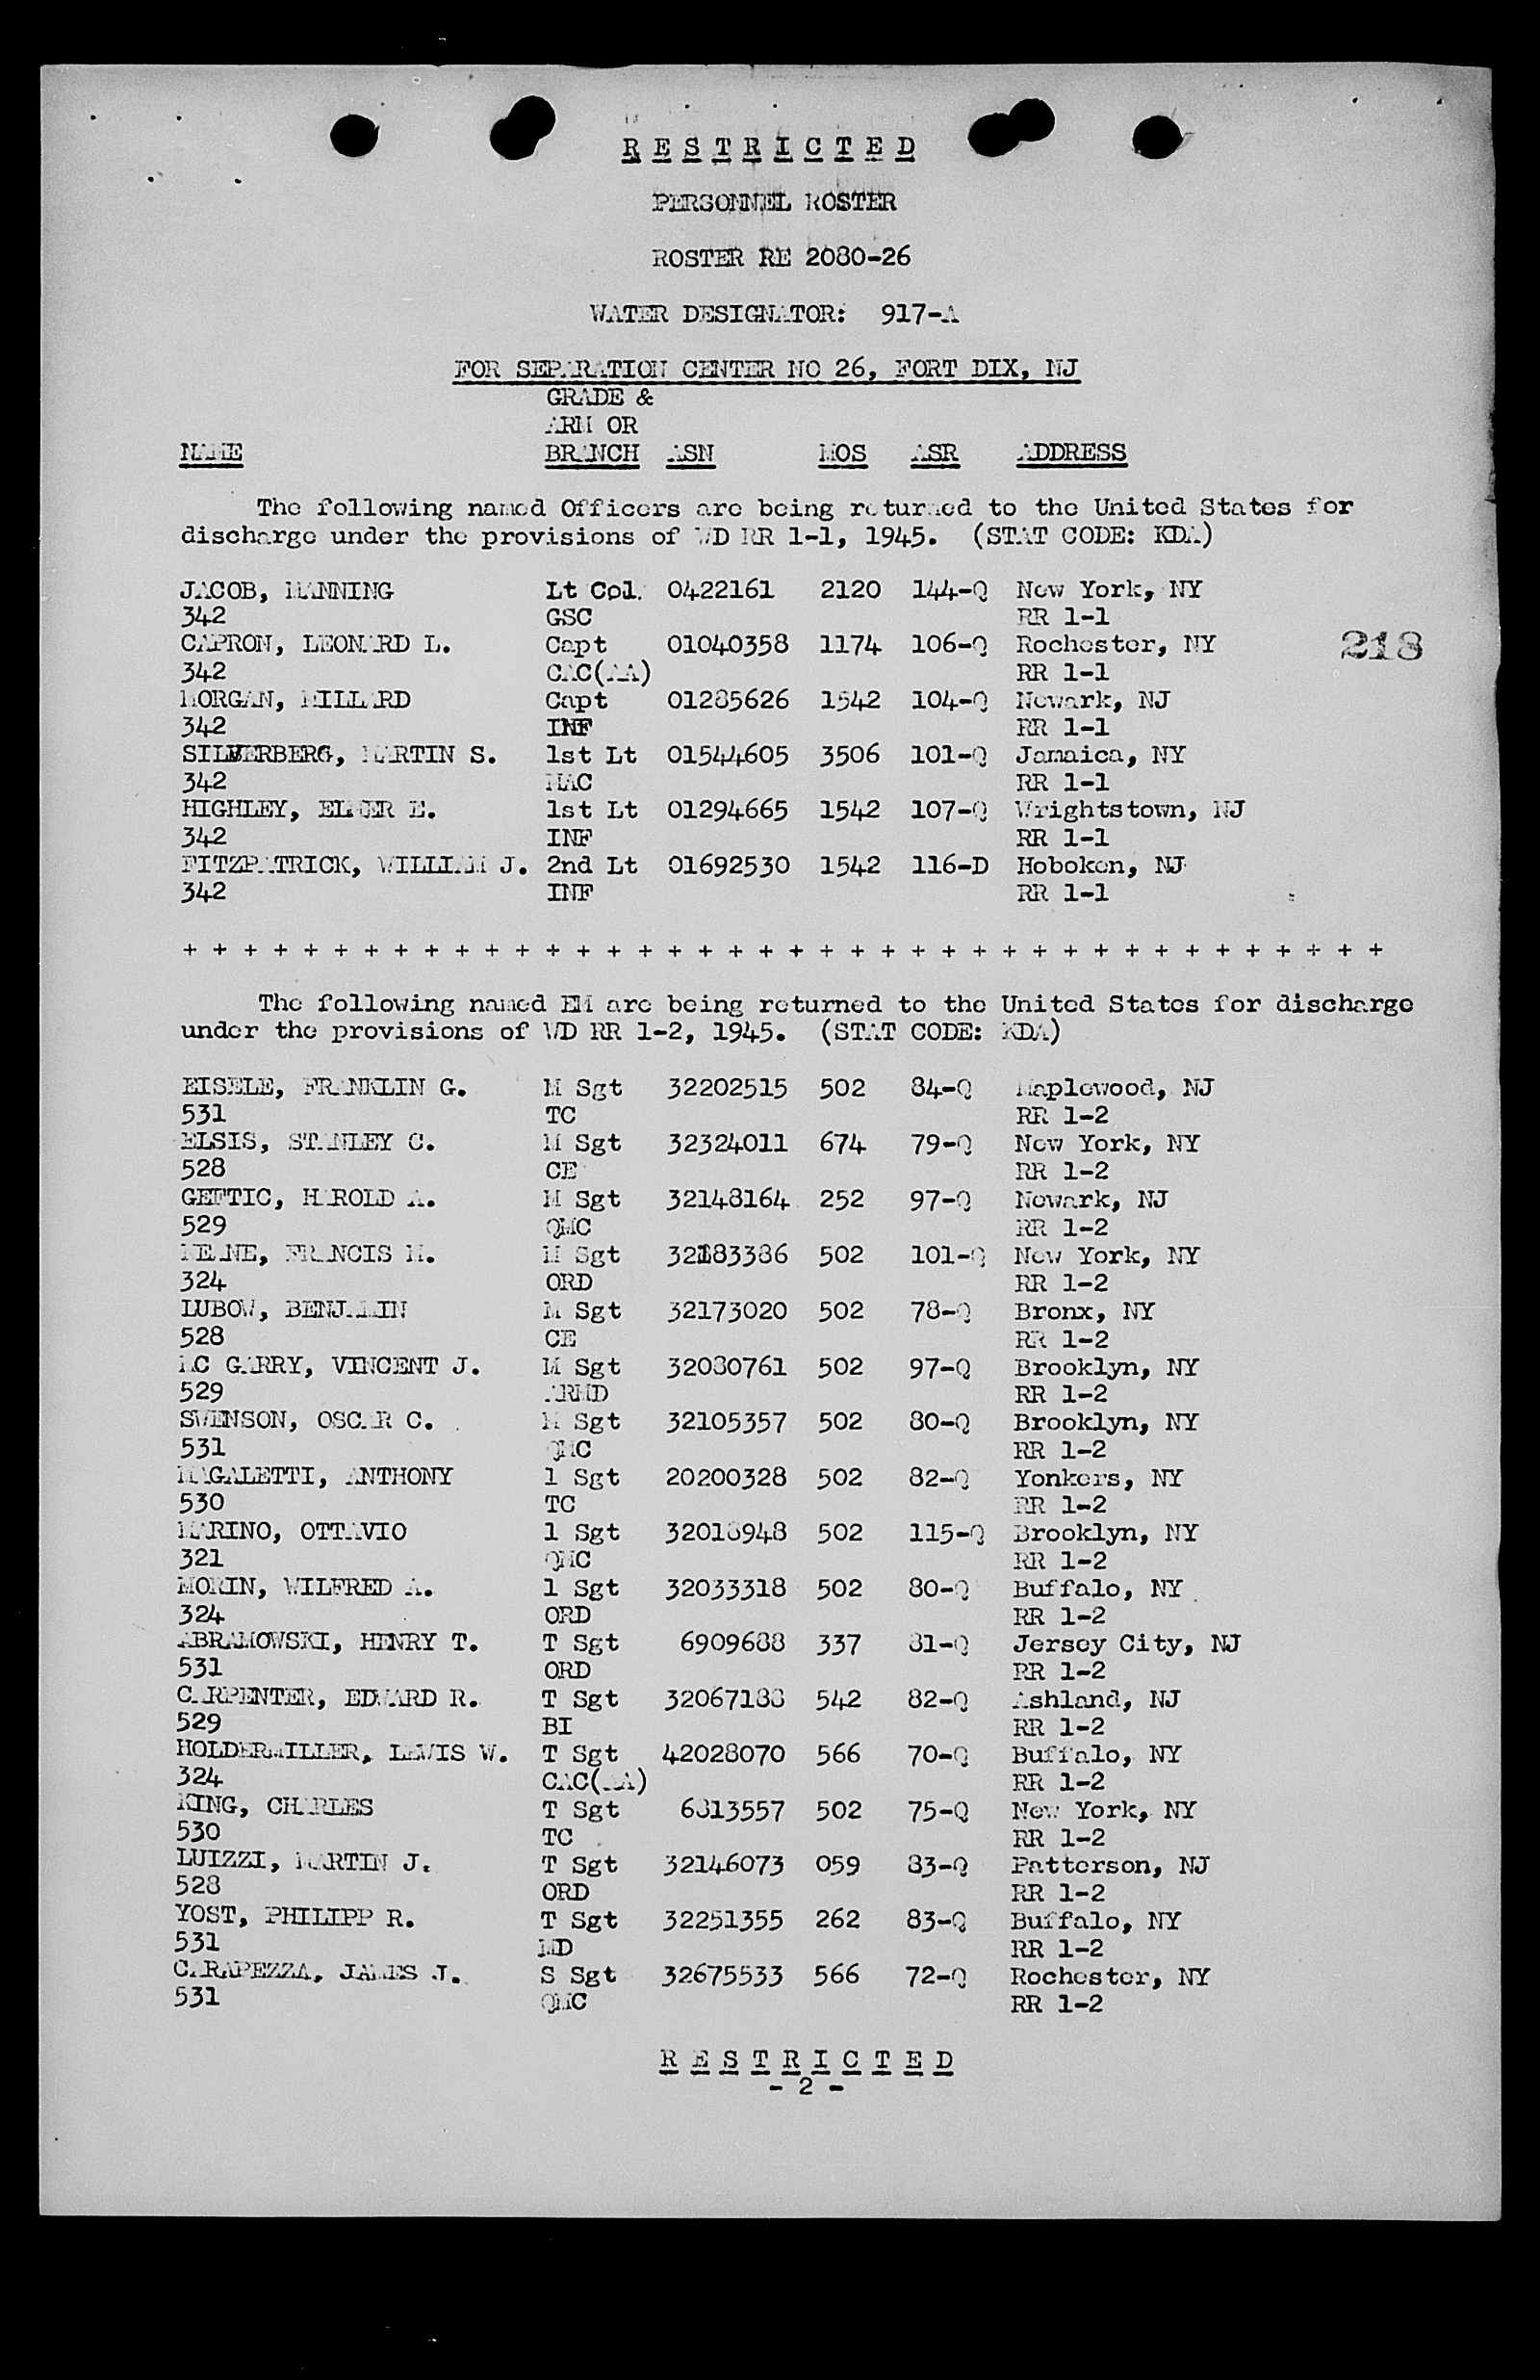 R E S T R I C T E D
PERSONNEL ROSTER
ROSTER RE 2080-26
WATER DESIGNATOR: 917-A
FOR SEPARATION CENTER NO 26, FORT DIX, NJ
GRADE &
ARM OR
NAME BRANCH ASN MOS ASR ADDRESS
The following named Officers are being returned to the United States for
discharge under the provisions of WD RR 1-1, 1945. (STAT CODE: KDA)
JACOB, MANNING Lt Col. 0422161 2120 144-Q New York, NY
342 GSC RR 1-1
CAPRON, LEONARD L. Capt 01040358 1174 106-Q Rochester, NY
218
342 CAC(AA) RR 1-1
MORGAN, MILLARD Capt 01285626 1542 104-Q Newark, NJ
342 INF RR 1-1
SILVERBERG, MARTIN S. 1st Lt 01544605 3506 101-Q Jamaica, NY
342 MAC RR 1-1
HIGHLEY, ELMER E. 1st Lt 01294665 1542 107-Q Wrightstown, NJ
342 INF RR 1-1
FITZPATRICK, WILLIAM J. 2nd Lt 01692530 1542 116-D Hoboken, NJ
342 INF RR 1-1
+ + + + + + + + + + + + + + + + + + + + + + + + + + + + + + + + + + + + + + + +
The following named EM are being returned to the United States for discharge
under the provisions of WD RR 1-2, 1945. (STAT CODE: KDA)
EISELE, FRANKLIN G. M Sgt 32202515 502 84-Q Maplewood, NJ
531 TC RR 1-2
ELSIS, STANLEY C. M Sgt 32324011 674 79-Q New York, NY
528 CE RR 1-2
GEFTIC, HAROLD A. M Sgt 32148164 252 97-Q Newark, NJ
529 QMC RR 1-2
FRANCIS M. M Sgt 32183386 502 101-Q New York, NY
324 ORD RR 1-2
LUBOW, BENJAMIN M Sgt 32173020 502 78-Q Bronx, NY
528 CE RR 1-2
MC GARRY, VINCENT J. M Sgt 32080761 502 97-Q Brooklyn, NY
529 ARMD RR 1-2
SWENSON, OSCAR C. M Sgt 32105357 502 80-Q Brooklyn, NY
531 QMC RR 1-2
MAGALETTI, ANTHONY 1 Sgt 20200328 502 82-Q Yonkers, NY
530 TC RR 1-2
MARINO, OTTAVIO 1 Sgt 32018948 502 115-Q Brooklyn, NY
321 QMC RR 1-2
MORIN, WILFRED A. 1 Sgt 32033318 502 80-Q Buffalo, NY
324 ORD RR 1-2
ABRAMOWSKI, HENRY T. T Sgt 6909688 337 81-Q Jersey City, NJ
531 ORD RR 1-2
CARPENTER, EDWARD R. T Sgt 32067188 542 82-Q Ashland, NJ
529 BI RR 1-2
HOLDERMILLER, LEWIS W. T Sgt 42028070 566 70-Q Buffalo, NY
324 CAC(AA) RR 1-2
KING, CHARLES T Sgt 6813557 502 75-Q New York, NY
530 TC RR 1-2
LUIZZI, MARTIN J. T Sgt 32146073 059 83-Q Patterson, NJ
528 ORD RR 1-2
YOST, PHILIPP R. T Sgt 32251355 262 83-Q Buffalo, NY
531 MD RR 1-2
CARAPEZZA, JAMES J. S Sgt 32675533 566 72-Q Rochester, NY
531 QMC RR 1-2
R E S T R I C T E D
- 2 -